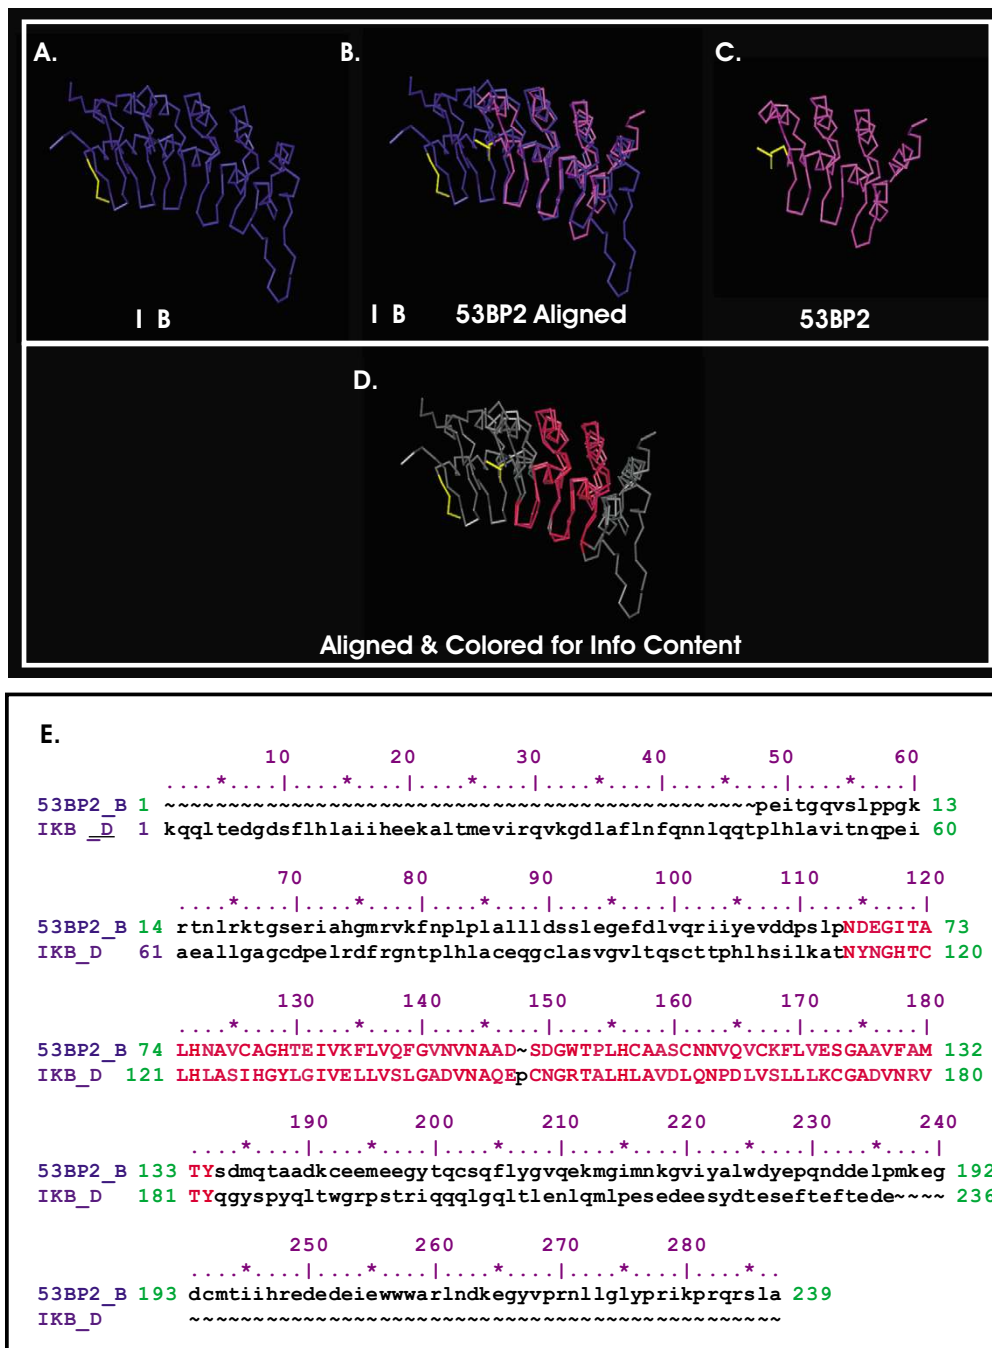 A.
B.
C.
I B
I B 53BP2 Aligned
53BP2
D.
Aligned & Colored for Info Content
E.
10 20 30 40 50 60
....*....|....*....|....*....|....*....|....*....|....*....|
53BP2_B 1 ~~~~~~~~~~~~~~~~~~~~~~~~~~~~~~~~~~~~~~~~~~~~~~~peitgqvslppgk 13
IKB _D 1 kqqltedgdsflhlaiiheekaltmevirqvkgdlaflnfqnnlqqtplhlavitnqpei 60
70 80 90 100 110 120
....*....|....*....|....*....|....*....|....*....|....*....|
53BP2_B 14 rtnlrktgseriahgmrvkfnplplallldsslegefdlvqriiyevddpslpNDEGITA 73
IKB_D 61 aeallgagcdpelrdfrgntplhlaceqgclasvgvltqscttphlhsilkatNYNGHTC 120
130 140 150 160 170 180
....*....|....*....|....*....|....*....|....*....|....*....|
53BP2_B 74 LHNAVCAGHTEIVKFLVQFGVNVNAAD~SDGWTPLHCAASCNNVQVCKFLVESGAAVFAM 132
IKB_D 121 LHLASIHGYLGIVELLVSLGADVNAQEpCNGRTALHLAVDLQNPDLVSLLLKCGADVNRV 180
190 200 210 220 230 240
....*....|....*....|....*....|....*....|....*....|....*....|
53BP2_B 133 TYsdmqtaadkceemeegytqcsqflygvqekmgimnkgviyalwdyepqnddelpmkeg 192
IKB_D 181 TYqgyspyqltwgrpstriqqqlgqltlenlqmlpesedeesydtesefteftede~~~~ 236
250 260 270 280
....*....|....*....|....*....|....*....|....*..
53BP2_B 193 dcmtiihrededeiewwwarlndkegyvprnllglyprikprqrsla 239
IKB_D ~~~~~~~~~~~~~~~~~~~~~~~~~~~~~~~~~~~~~~~~~~~~~~~